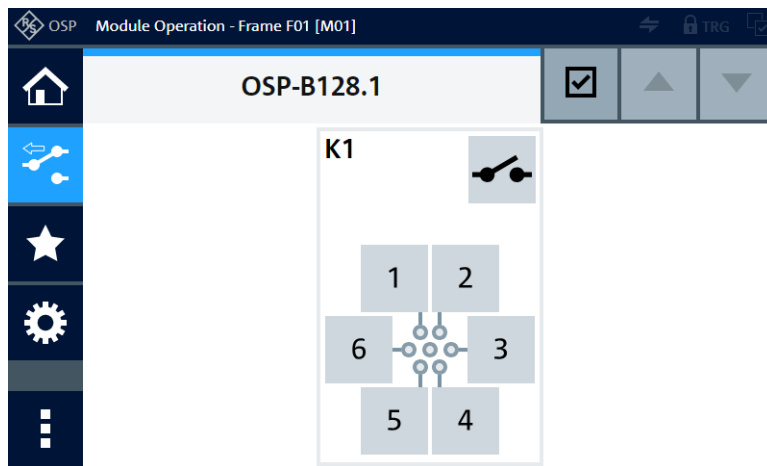 R&S OSP Module Operation - Frame F01 [M01] TRG
OSP-B128.1
K1
1 2
6 3
5 4